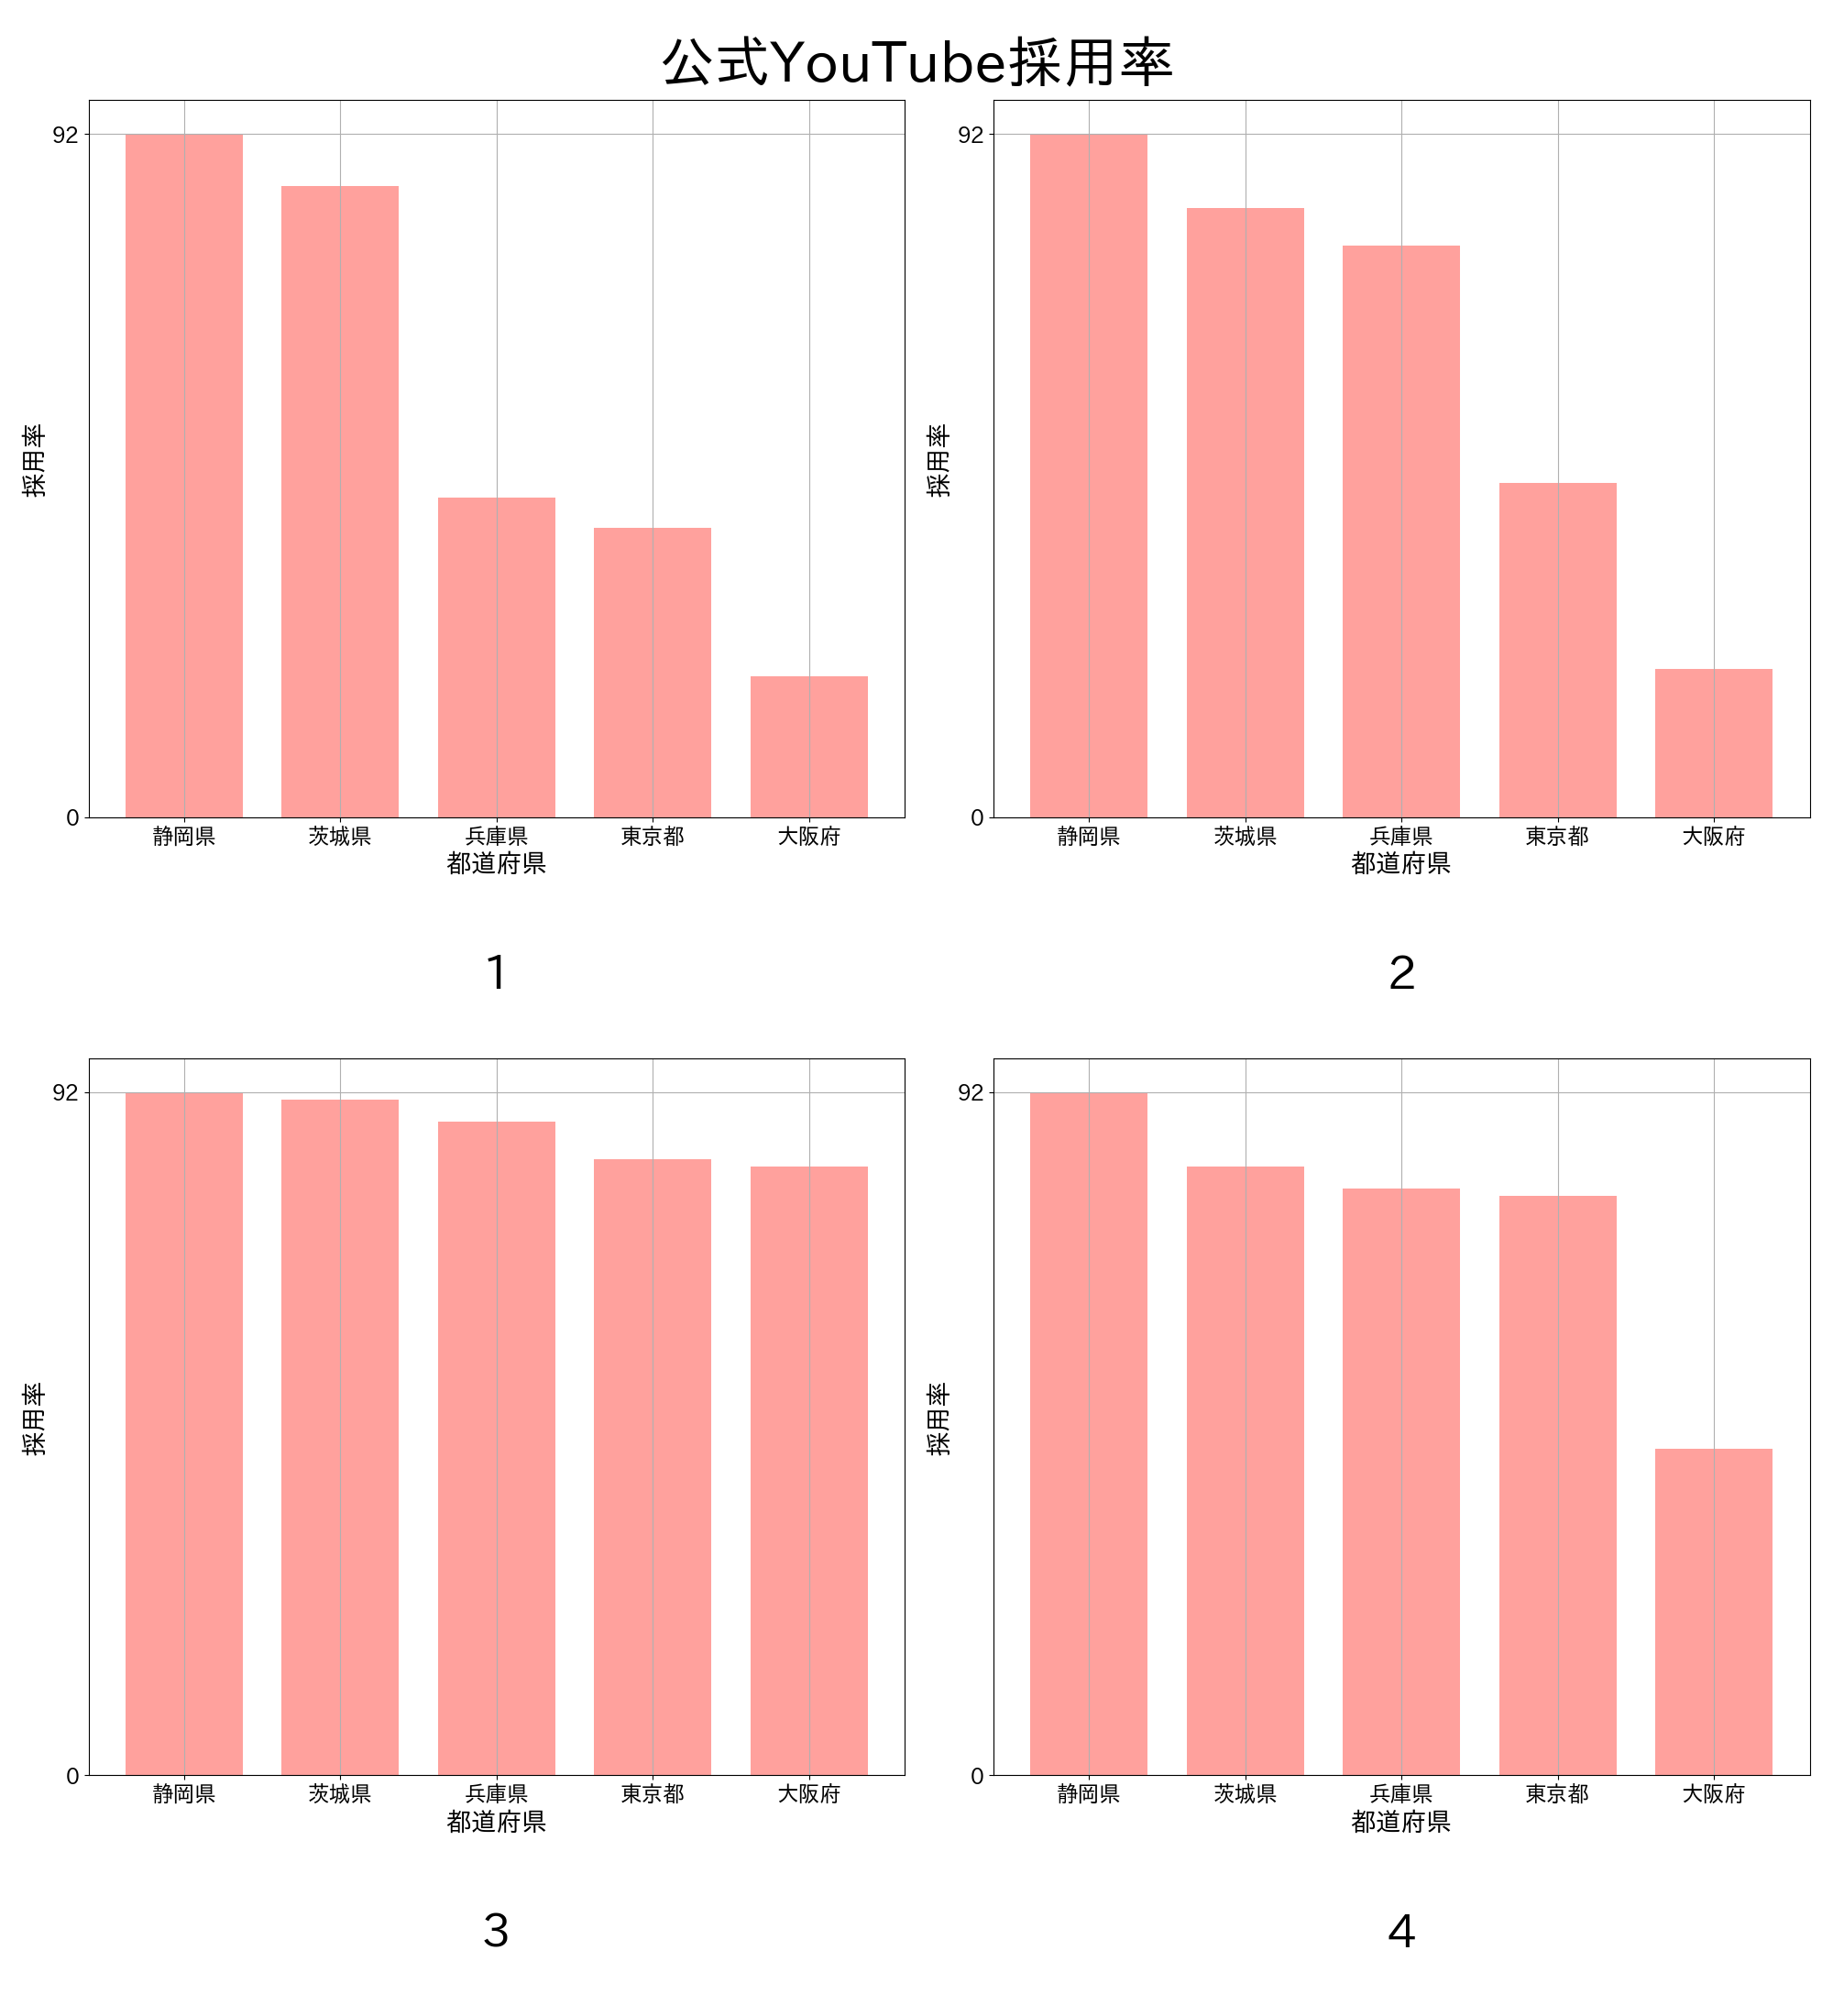 公式YouTube採用率
92
0
採用率
静岡県 茨城県 兵庫県 東京都 大阪府
都道府県
1
92
0
採用率
静岡県 茨城県 兵庫県 東京都 大阪府
都道府県
2
92
0
採用率
静岡県 茨城県 兵庫県 東京都 大阪府
都道府県
3
92
0
採用率
静岡県 茨城県 兵庫県 東京都 大阪府
都道府県
4